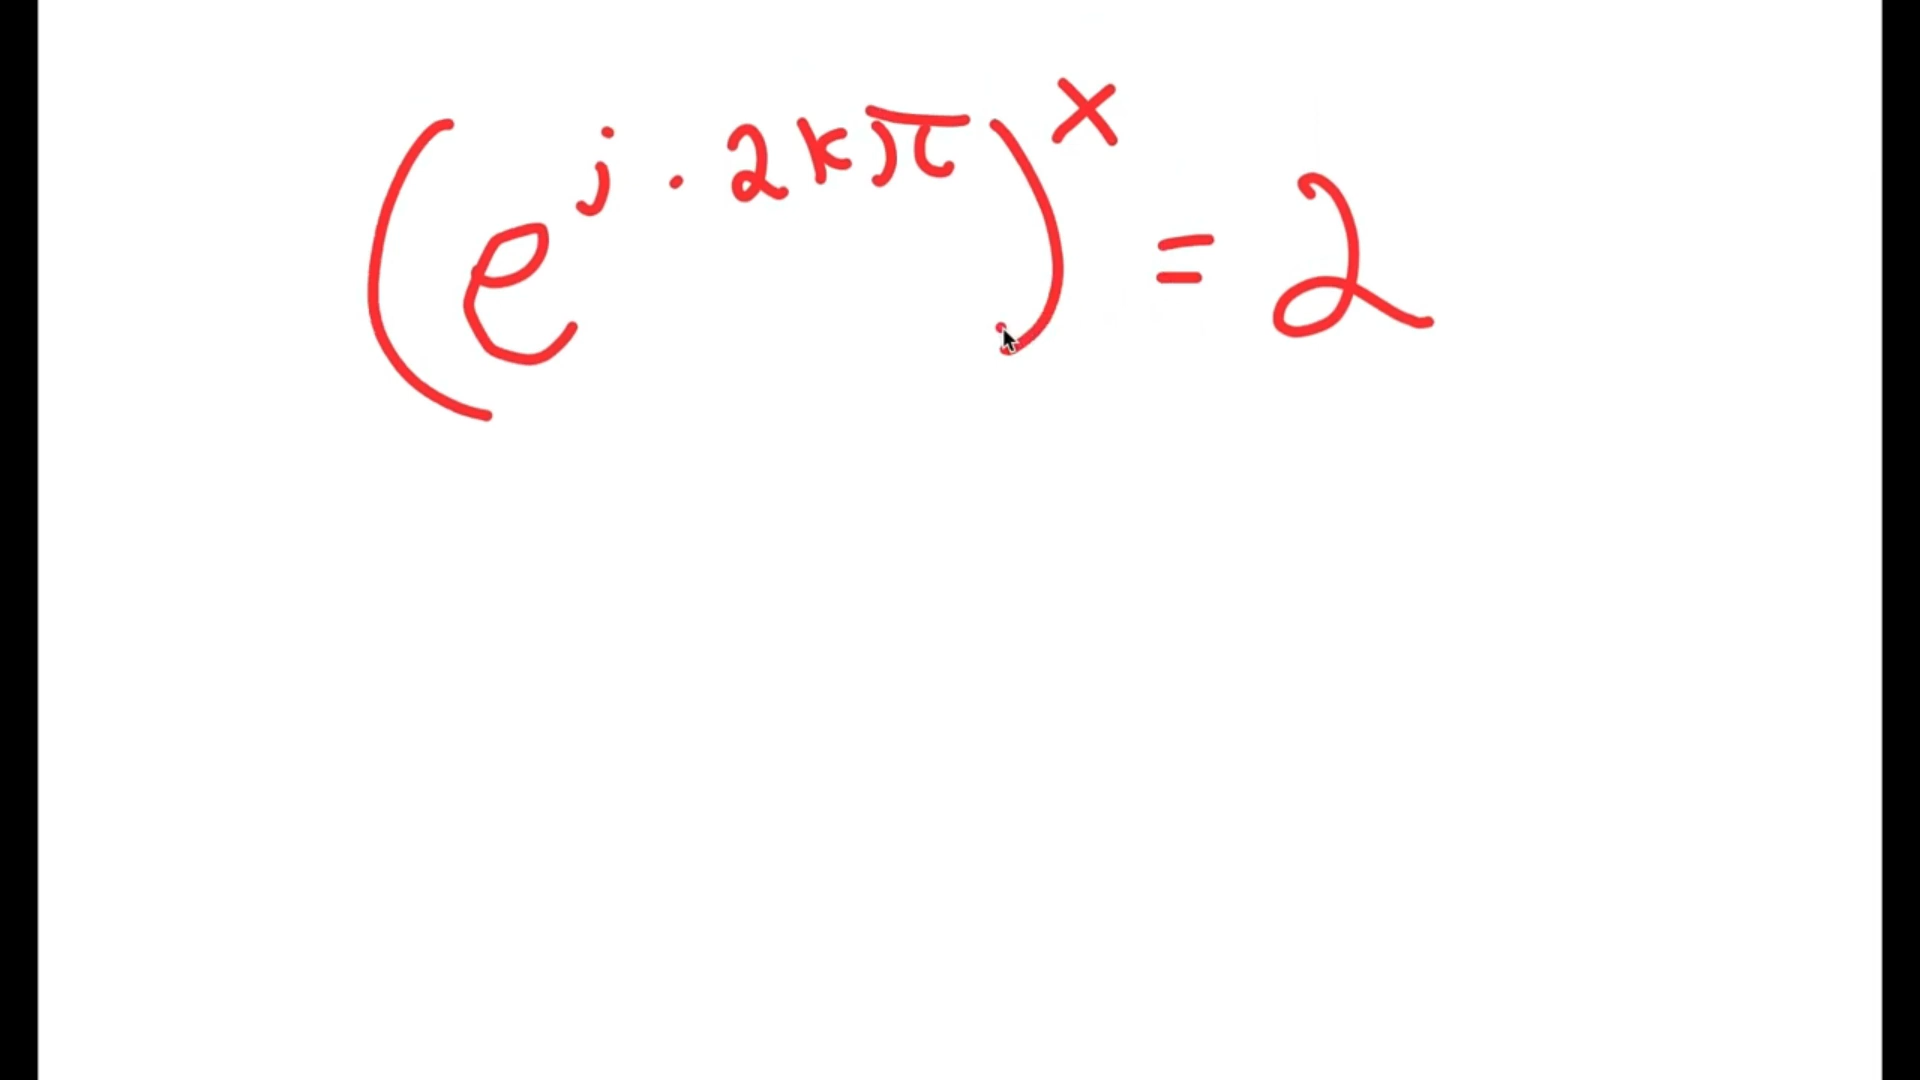 (e^{j · 2kπ})^x = 2